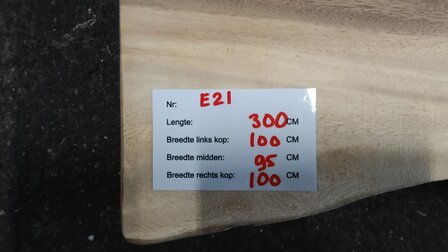 Nr: E21
Lengte: 300 CM
Breedte links kop: 100 CM
Breedte midden: 95 CM
Breedte rechts kop: 100 CM